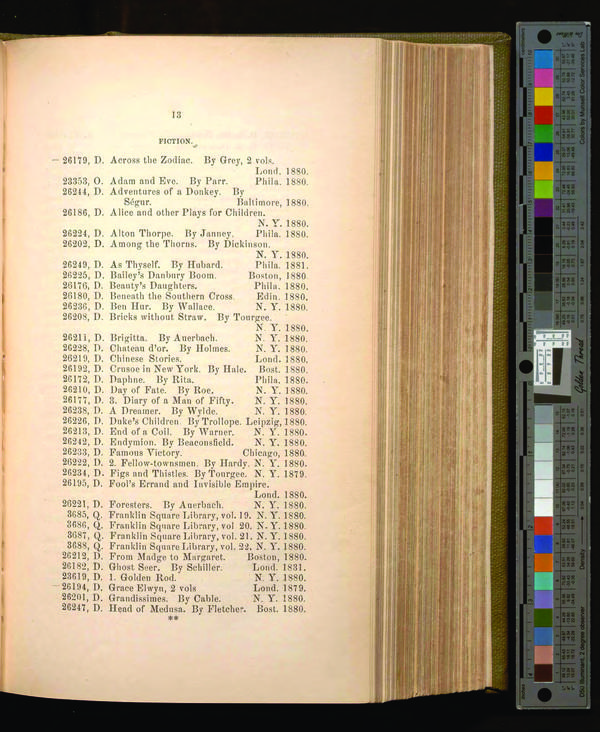 13
FICTION.
26179, D. Across the Zodiac. By Grey, 2 vols.
Lond. 1880.
23353, O. Adam and Eve. By Parr. Phila. 1880.
26244, D. Adventures of a Donkey. By
Ségur. Baltimore, 1880.
26186, D. Alice and other Plays for Children.
N. Y. 1880.
26224, D. Alton Thorpe. By Janney. Phila. 1880.
26202, D. Among the Thorns. By Dickinson.
N. Y. 1880.
26249, D. As Thyself. By Hubard. Phila. 1881.
26225, D. Bailey's Danbury Boom. Boston, 1880
26176, D. Beauty's Daughters. Phila. 1880.
26180, D. Beneath the Southern Cross Edin. 1880.
26236, D. Ben Hur. By Wallace. N. Y. 1880.
26208, D. Bricks without Straw. By Tourgee.
N Y. 1880.
26211, D. Brigitta. By Auerbach. N. Y. 1880.
26228, D. Chateau d'or. By Holmes. N. Y. 1880.
26219, D. Chinese Stories. Lond. 1880.
26192, D. Crusoe in New York. By Hale. Bost. 1880.
26172, D. Daphne. By Rita. Phila. 1880.
26210, D. Day of Fate. By Roe. N. Y. 1880.
26177, D. 3. Diary of a Man of Fifty. N. Y. 1880.
26238, D. A Dreamer. By Wylde. N. Y. 1880.
26226, D. Duke's Children. By Trollope. Leipzig, 1880.
26213, D. End of a Coil. By Warner. N. Y. 1880.
26242, D. Endymion. By Beaconsfield. N. Y. 1880.
26233, D. Famous Victory. Chicago, 1880.
26222, D. 2. Fellow-townsmen. By Hardy. N. Y. 1880.
26234, D. Figs and Thistles. By Tourgee. N. Y. 1879.
26195, D. Fool's Errand and Invisible Empire.
Lond. 1880.
26221, D. Foresters. By Auerbach. N. Y. 1880.
3685, Q. Franklin Square Library, vol. 19. N. Y. 1880.
3686, Q. Franklin Square Library, vol 20. N. Y. 1880.
3687, Q. Franklin Square Library, vol. 21. N. Y. 1880.
3688, Q. Franklin Square Library, vol. 22. N. Y. 1880.
26212, D. From Madge to Margaret. Boston, 1880.
26182, D. Ghost Seer. By Schiller. Lond. 1831.
23619, D. 1. Golden Rod. N. Y. 1880.
26194, D. Grace Elwyn, 2 vols Lond. 1879.
26201, D. Grandissimes. By Cable. N. Y. 1880.
26247, D. Head of Medusa. By Fletcher. Bost. 1880.
**
Colors by Munsell Color Services Lab
Golden Thread
Density